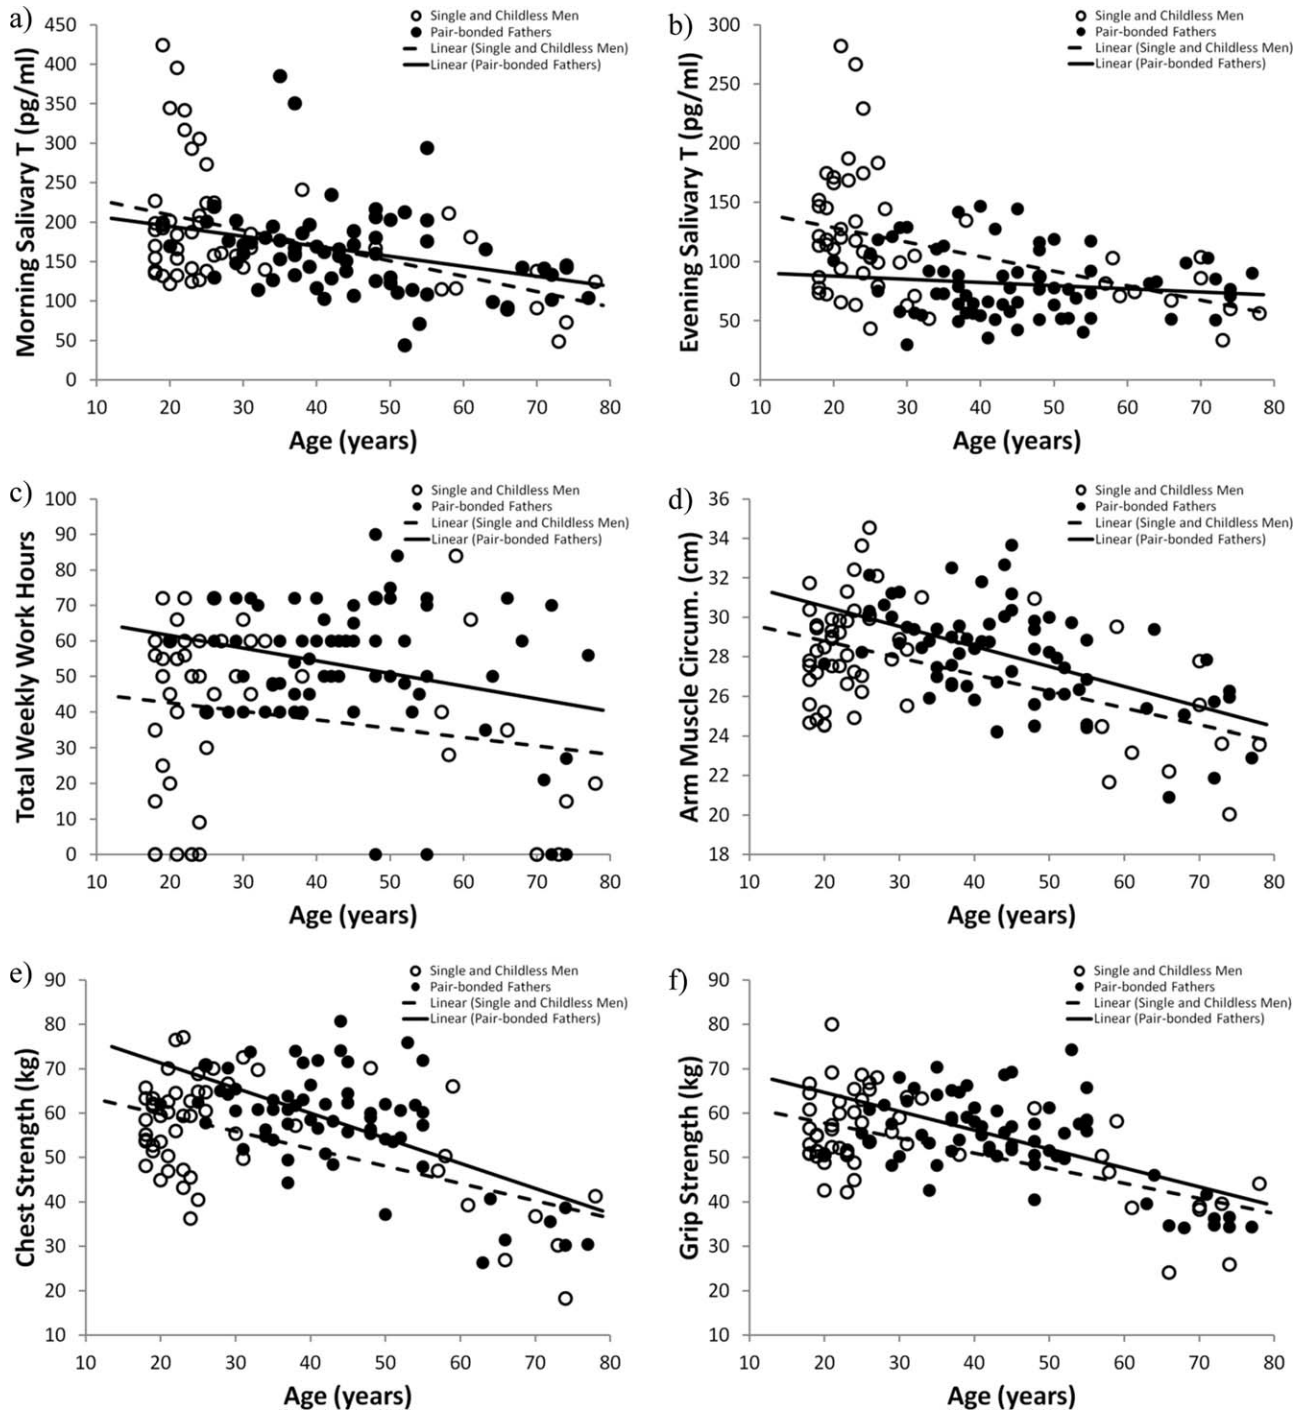 a)
Single and Childless Men
Pair-bonded Fathers
Linear (Single and Childless Men)
Linear (Pair-bonded Fathers)
Morning Salivary T (pg/ml)
450
400
350
300
250
200
150
100
50
0
10 20 30 40 50 60 70 80
Age (years)
b)
Single and Childless Men
Pair-bonded Fathers
Linear (Single and Childless Men)
Linear (Pair-bonded Fathers)
Evening Salivary T (pg/ml)
300
250
200
150
100
50
0
10 20 30 40 50 60 70 80
Age (years)
c)
Single and Childless Men
Pair-bonded Fathers
Linear (Single and Childless Men)
Linear (Pair-bonded Fathers)
Total Weekly Work Hours
100
90
80
70
60
50
40
30
20
10
0
10 20 30 40 50 60 70 80
Age (years)
d)
Single and Childless Men
Pair-bonded Fathers
Linear (Single and Childless Men)
Linear (Pair-bonded Fathers)
Arm Muscle Circum. (cm)
36
34
32
30
28
26
24
22
20
18
10 20 30 40 50 60 70 80
Age (years)
e)
Single and Childless Men
Pair-bonded Fathers
Linear (Single and Childless Men)
Linear (Pair-bonded Fathers)
Chest Strength (kg)
90
80
70
60
50
40
30
20
10
10 20 30 40 50 60 70 80
Age (years)
f)
Single and Childless Men
Pair-bonded Fathers
Linear (Single and Childless Men)
Linear (Pair-bonded Fathers)
Grip Strength (kg)
90
80
70
60
50
40
30
20
10
10 20 30 40 50 60 70 80
Age (years)